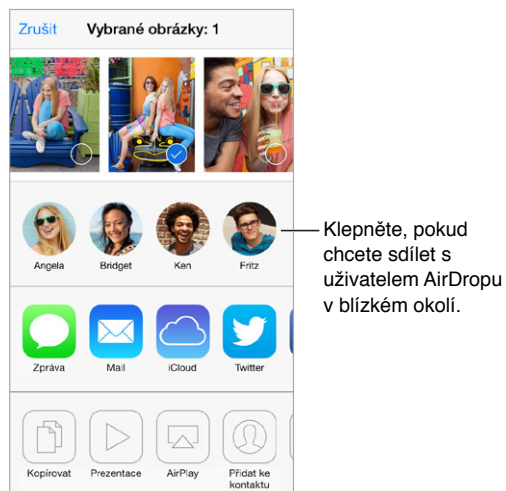 Zrušit Vybrané obrázky: 1
Angela Bridget Ken Fritz
Klepněte, pokud
chcete sdílet s
uživatelem AirDropu
v blízkém okolí.
Zpráva Mail iCloud Twitter
Kopírovat Prezentace AirPlay Přidat ke
kontaktu